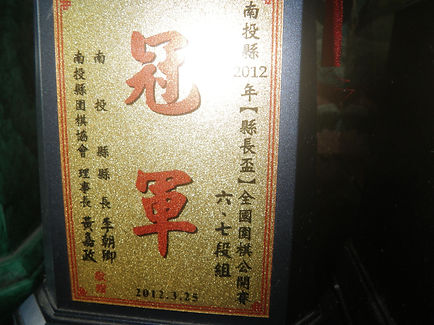 南投縣2012年【縣長盃】全國圍棋公開賽
六、七段組
冠軍
南投縣縣長 李朝卿
南投縣圍棋協會 理事長 黃嘉政
敬贈
2012.3.25